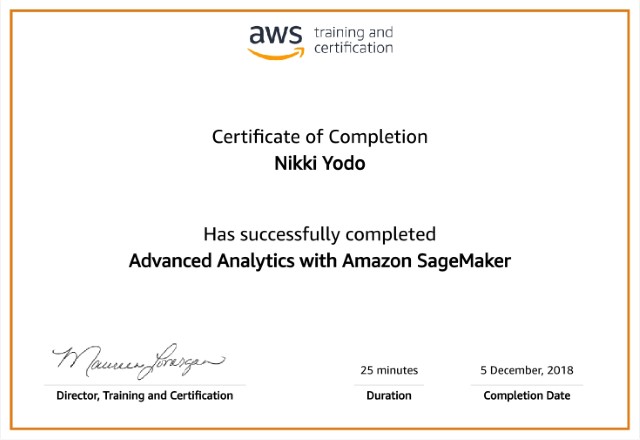 aws training and
certification
Certificate of Completion
Nikki Yodo
Has successfully completed
Advanced Analytics with Amazon SageMaker
Maureen Lonergan
25 minutes
5 December, 2018
Director, Training and Certification
Duration
Completion Date